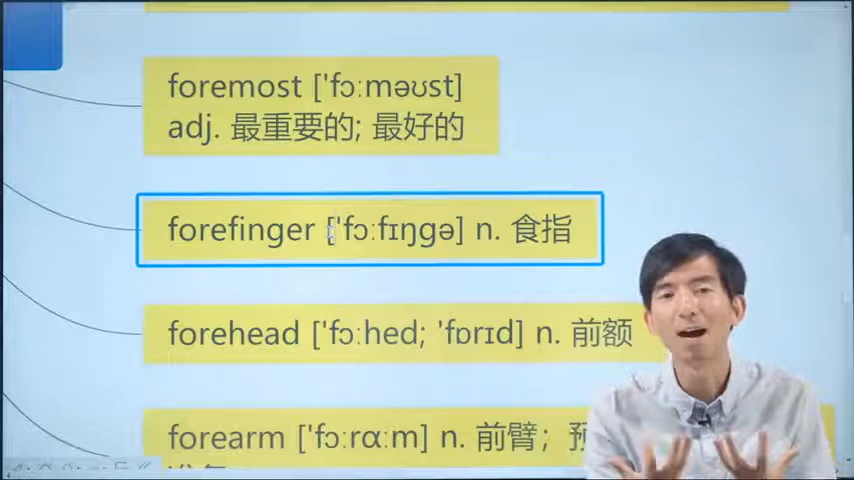 foremost ['fɔːməʊst]
adj. 最重要的; 最好的
forefinger ['fɔːfɪŋgə] n. 食指
forehead ['fɔːhed; 'fɒrɪd] n. 前额
forearm ['fɔːrɑːm] n. 前臂；预